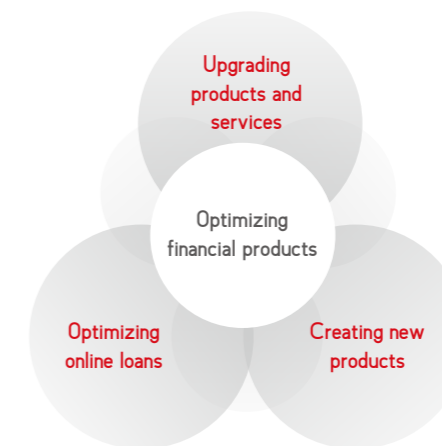 Upgrading
products and
services
Optimizing
financial products
Optimizing
online loans
Creating new
products